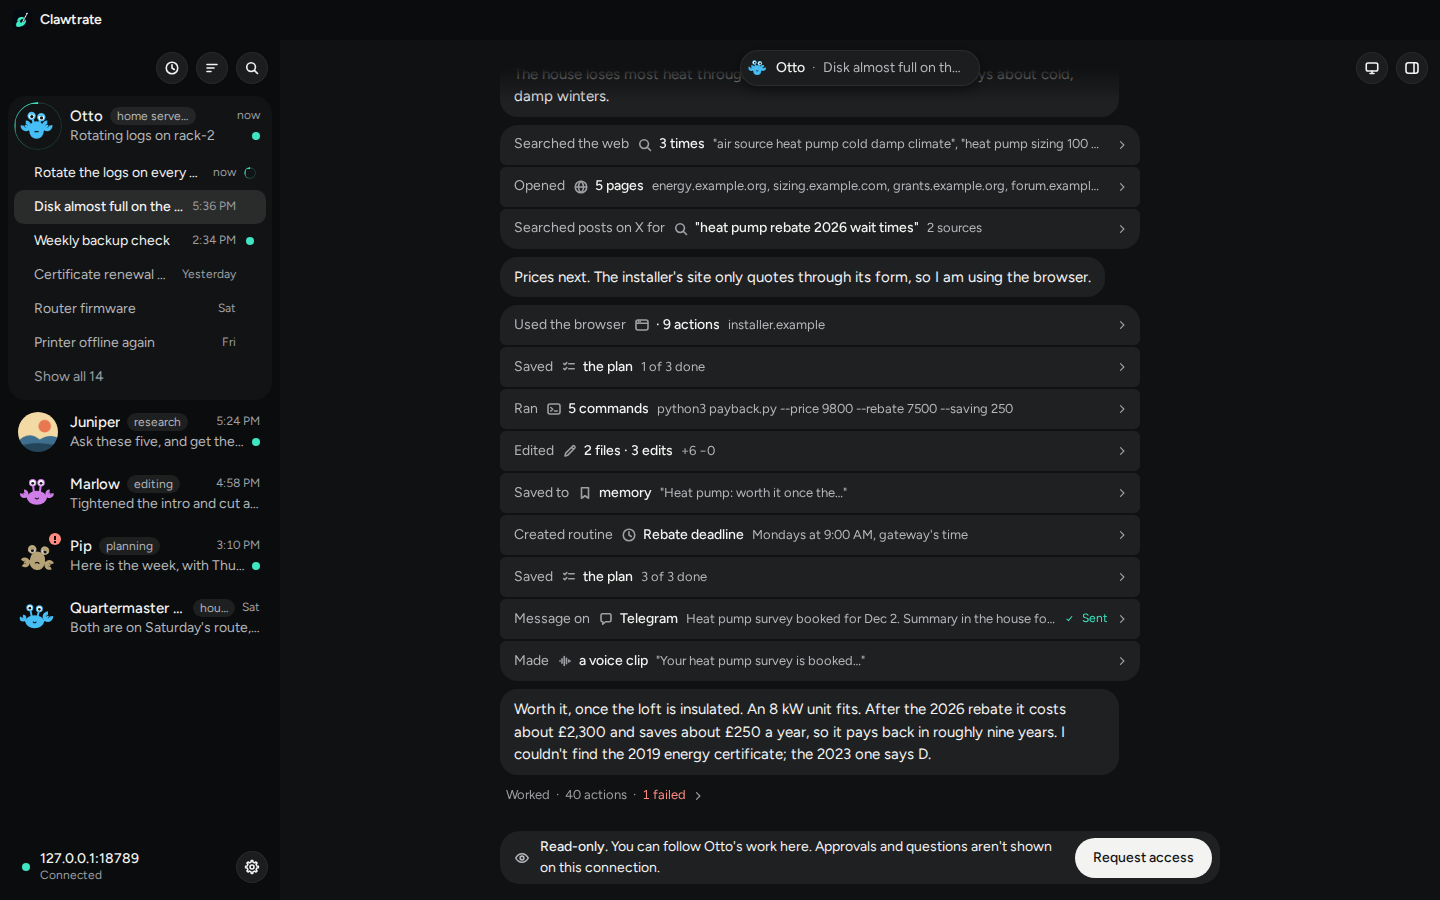 Clawtrate
Otto home serve... now
Rotating logs on rack-2
Rotate the logs on every ... now
Disk almost full on the ... 5:36 PM
Weekly backup check 2:34 PM
Certificate renewal ... Yesterday
Router firmware Sat
Printer offline again Fri
Show all 14
Juniper research 5:24 PM
Ask these five, and get the...
Marlow editing 4:58 PM
Tightened the intro and cut a...
Pip planning 3:10 PM
Here is the week, with Thu...
Quartermaster ... hou... Sat
Both are on Saturday's route,...
127.0.0.1:18789
Connected
Otto · Disk almost full on th...
The house loses most heat throug ys about cold,
damp winters.
Searched the web 3 times "air source heat pump cold damp climate", "heat pump sizing 100 ...
Opened 5 pages energy.example.org, sizing.example.com, grants.example.org, forum.exampl...
Searched posts on X for "heat pump rebate 2026 wait times" 2 sources
Prices next. The installer's site only quotes through its form, so I am using the browser.
Used the browser · 9 actions installer.example
Saved the plan 1 of 3 done
Ran 5 commands python3 payback.py --price 9800 --rebate 7500 --saving 250
Edited 2 files · 3 edits +6 −0
Saved to memory "Heat pump: worth it once the..."
Created routine Rebate deadline Mondays at 9:00 AM, gateway's time
Saved the plan 3 of 3 done
Message on Telegram Heat pump survey booked for Dec 2. Summary in the house fo... ✓ Sent
Made a voice clip "Your heat pump survey is booked..."
Worth it, once the loft is insulated. An 8 kW unit fits. After the 2026 rebate it costs
about £2,300 and saves about £250 a year, so it pays back in roughly nine years. I
couldn't find the 2019 energy certificate; the 2023 one says D.
Worked · 40 actions · 1 failed
Read-only. You can follow Otto's work here. Approvals and questions aren't shown
on this connection.
Request access